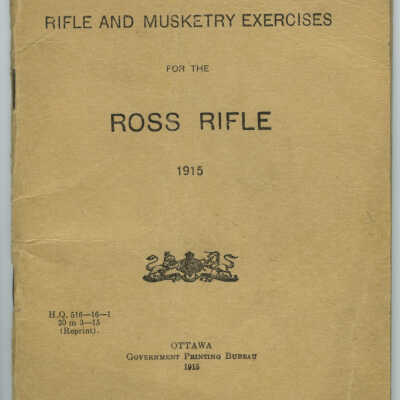 RIFLE AND MUSKETRY EXERCISES
FOR THE
ROSS RIFLE
1915
H.Q. 516—16—1
20 m 3—15
(Reprint).
OTTAWA
GOVERNMENT PRINTING BUREAU
1915